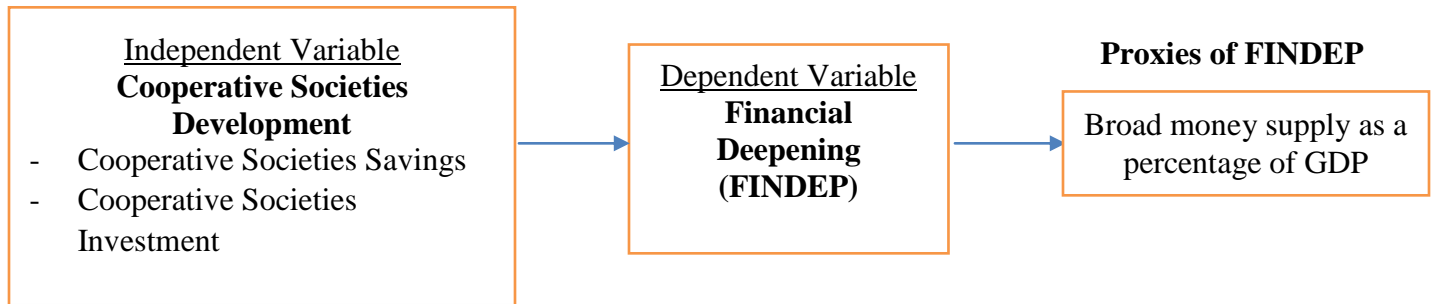 Independent Variable
Cooperative Societies
Development
- Cooperative Societies Savings
- Cooperative Societies
Investment
Dependent Variable
Financial
Deepening
(FINDEP)
Proxies of FINDEP
Broad money supply as a
percentage of GDP